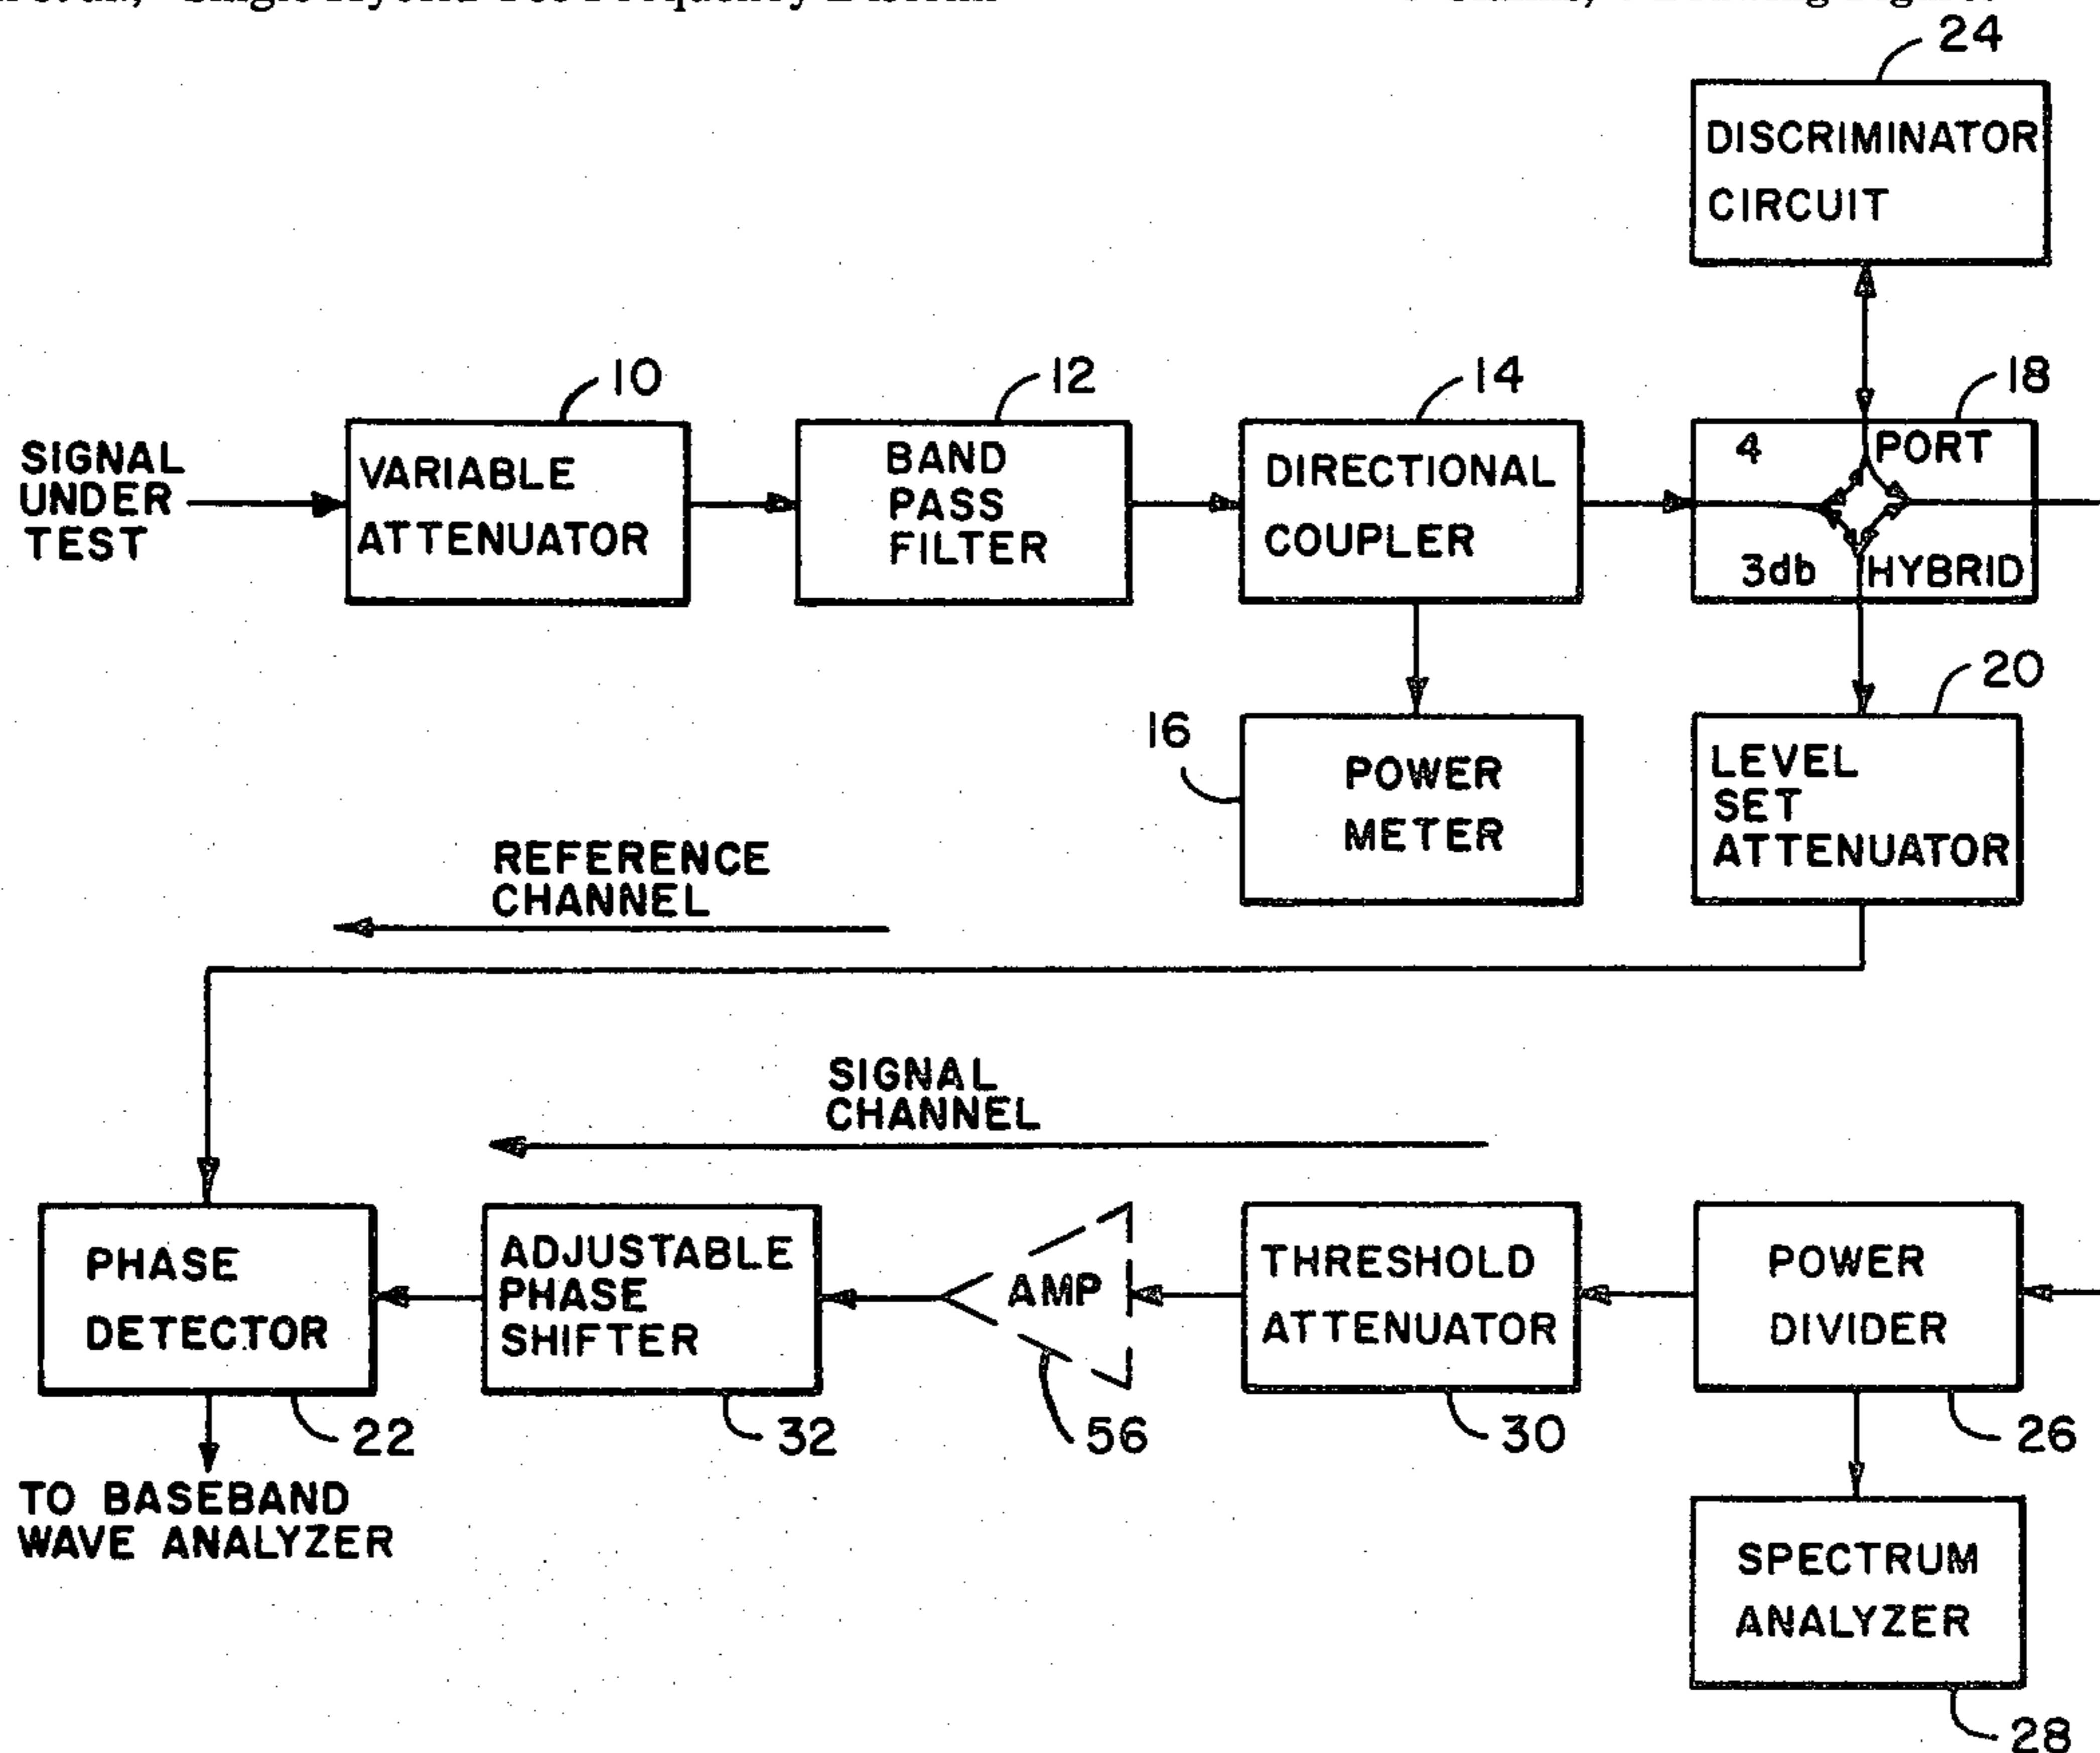 24
DISCRIMINATOR
CIRCUIT
10
12
14
18
SIGNAL
UNDER
TEST
VARIABLE
ATTENUATOR
BAND
PASS
FILTER
DIRECTIONAL
COUPLER
4 PORT
3db HYBRID
20
16
POWER
METER
LEVEL
SET
ATTENUATOR
REFERENCE
CHANNEL
SIGNAL
CHANNEL
PHASE
DETECTOR
ADJUSTABLE
PHASE
SHIFTER
AMP
THRESHOLD
ATTENUATOR
POWER
DIVIDER
22
32
56
30
26
TO BASEBAND
WAVE ANALYZER
SPECTRUM
ANALYZER
28